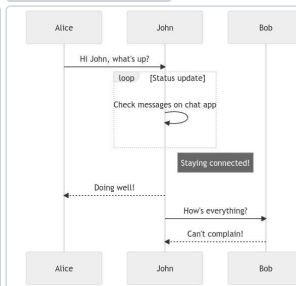 Alice John Bob
Hi John, what's up?
loop [Status update]
Check messages on chat app
Staying connected!
Doing well!
How's everything?
Can't complain!
Alice John Bob